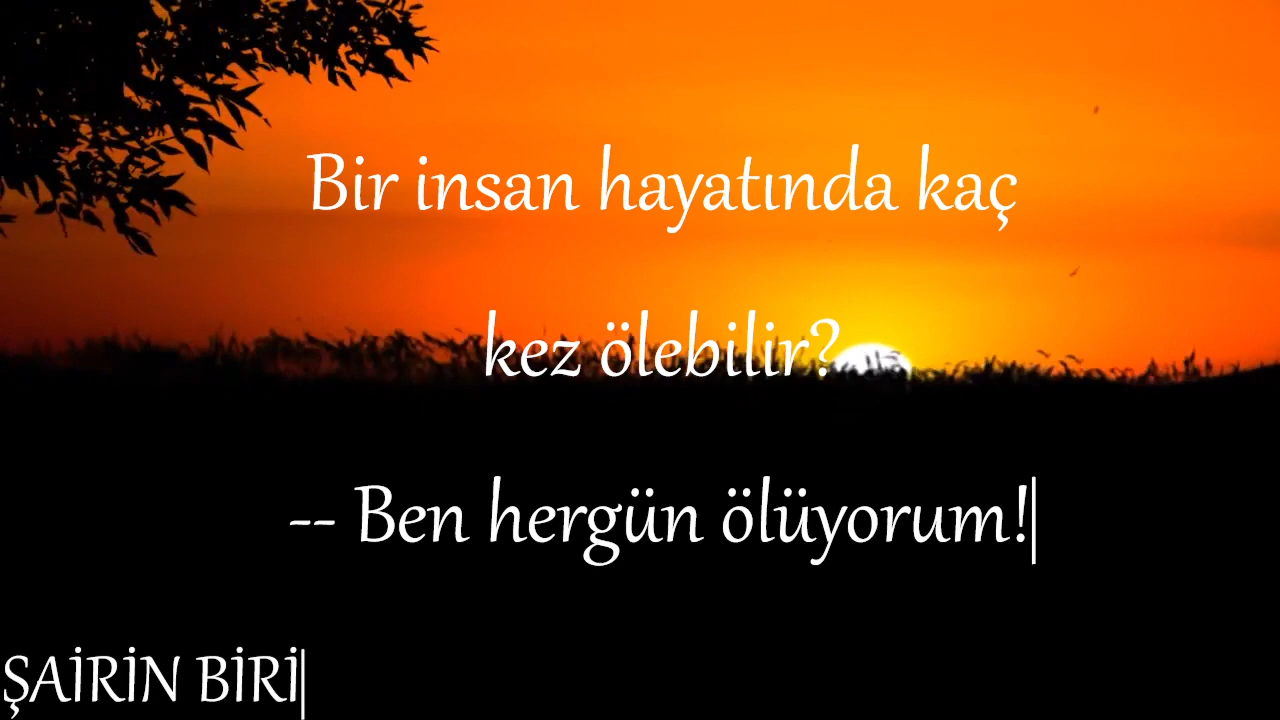 Bir insan hayatında kaç
kez ölebilir?
-- Ben hergün ölüyorum!
ŞAİRİN BİRİ